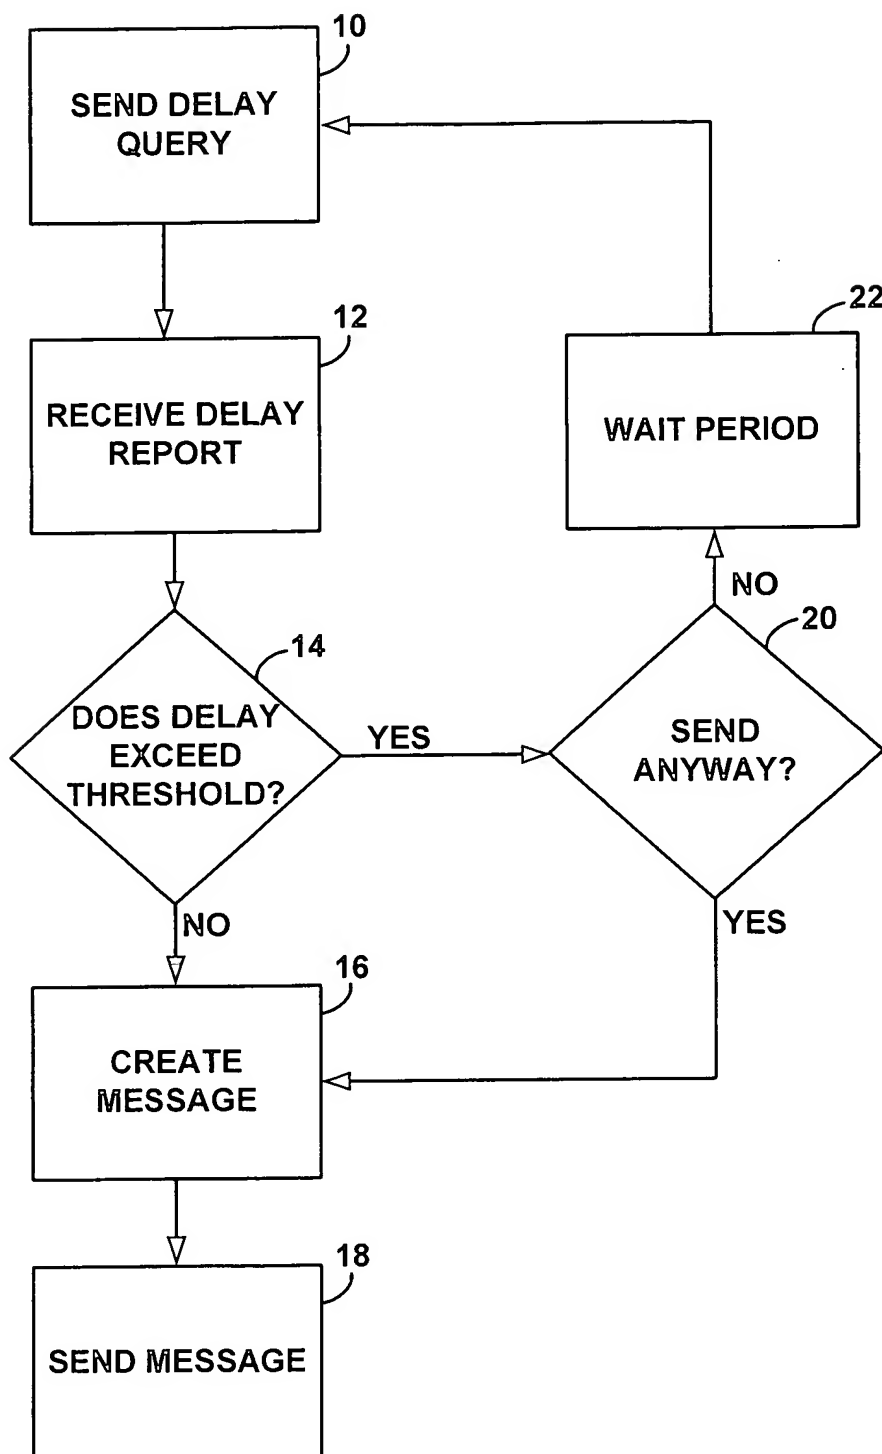 10
SEND DELAY
QUERY
12
RECEIVE DELAY
REPORT
22
WAIT PERIOD
NO
20
14
DOES DELAY
EXCEED
THRESHOLD?
YES
SEND
ANYWAY?
NO
YES
16
CREATE
MESSAGE
18
SEND MESSAGE